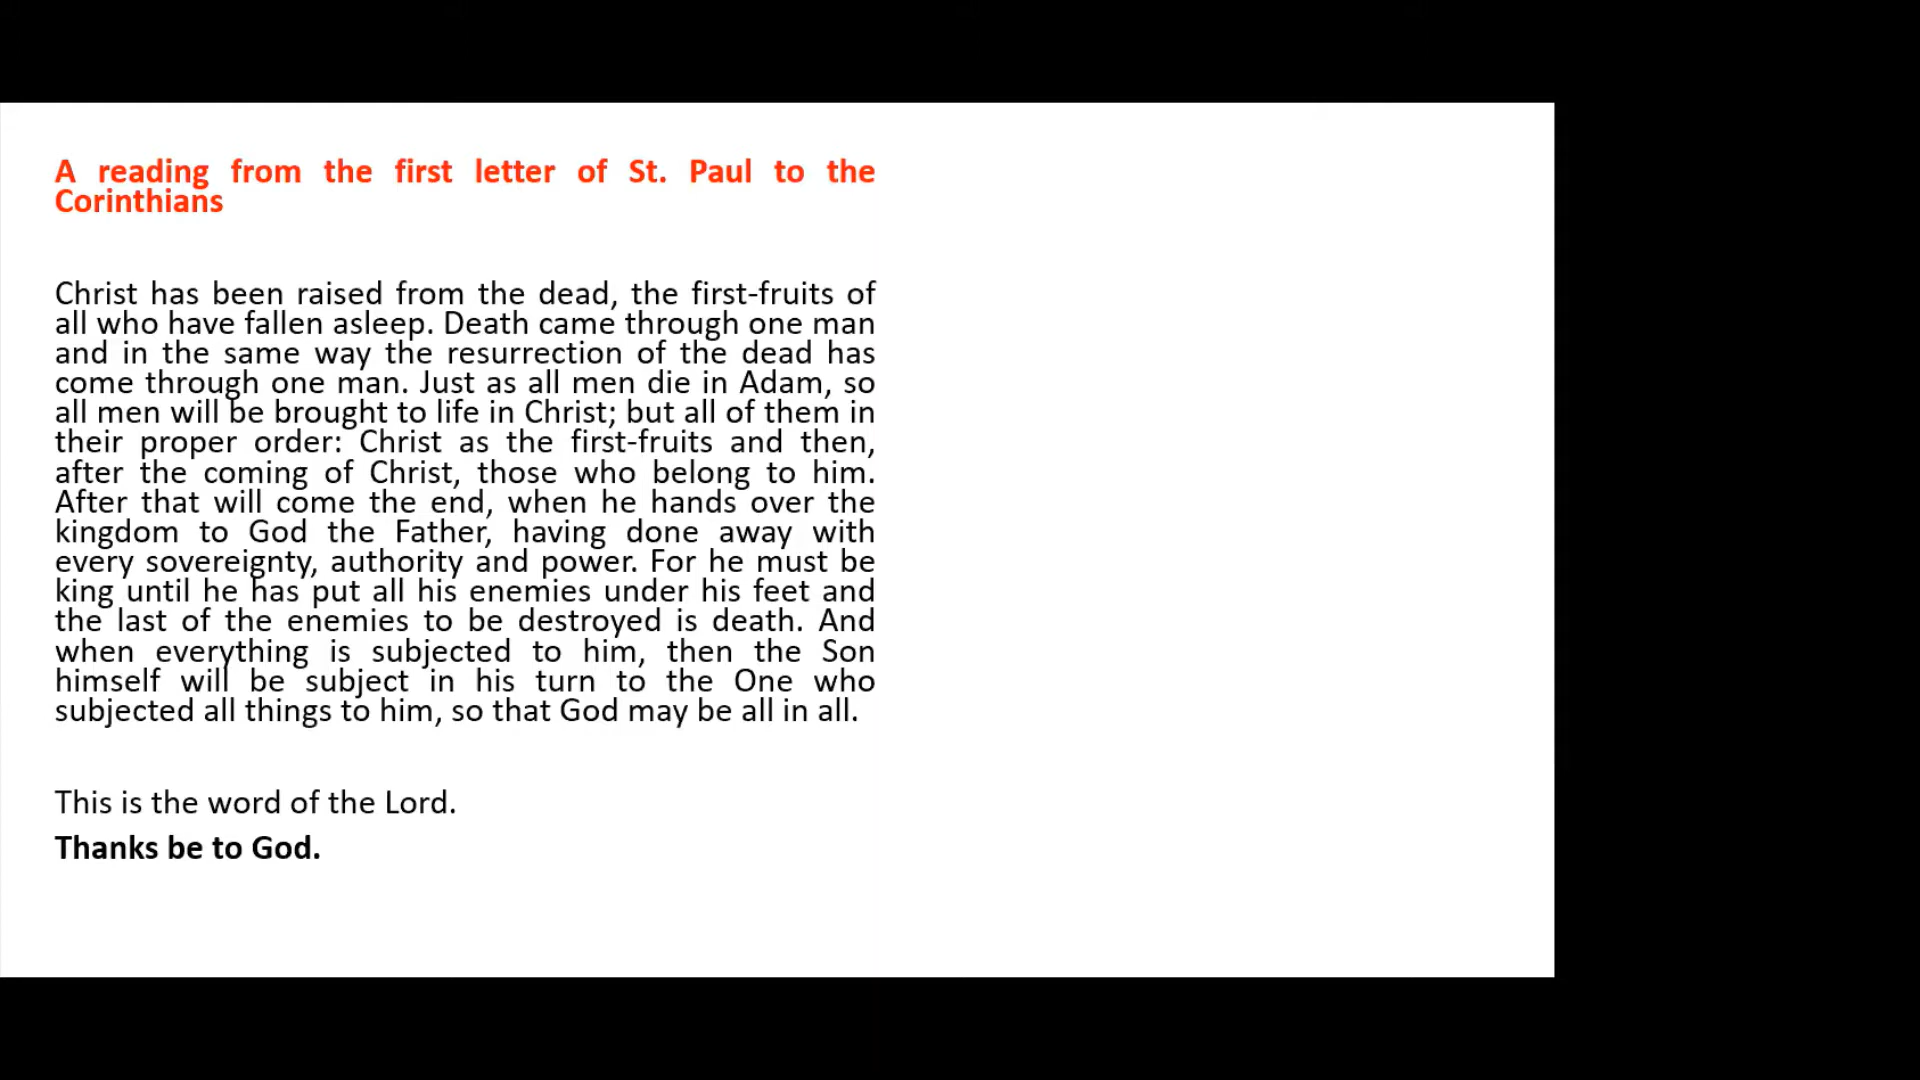 A reading from the first letter of St. Paul to the
Corinthians
Christ has been raised from the dead, the first-fruits of
all who have fallen asleep. Death came through one man
and in the same way the resurrection of the dead has
come through one man. Just as all men die in Adam, so
all men will be brought to life in Christ; but all of them in
their proper order: Christ as the first-fruits and then,
after the coming of Christ, those who belong to him.
After that will come the end, when he hands over the
kingdom to God the Father, having done away with
every sovereignty, authority and power. For he must be
king until he has put all his enemies under his feet and
the last of the enemies to be destroyed is death. And
when everything is subjected to him, then the Son
himself will be subject in his turn to the One who
subjected all things to him, so that God may be all in all.
This is the word of the Lord.
Thanks be to God.